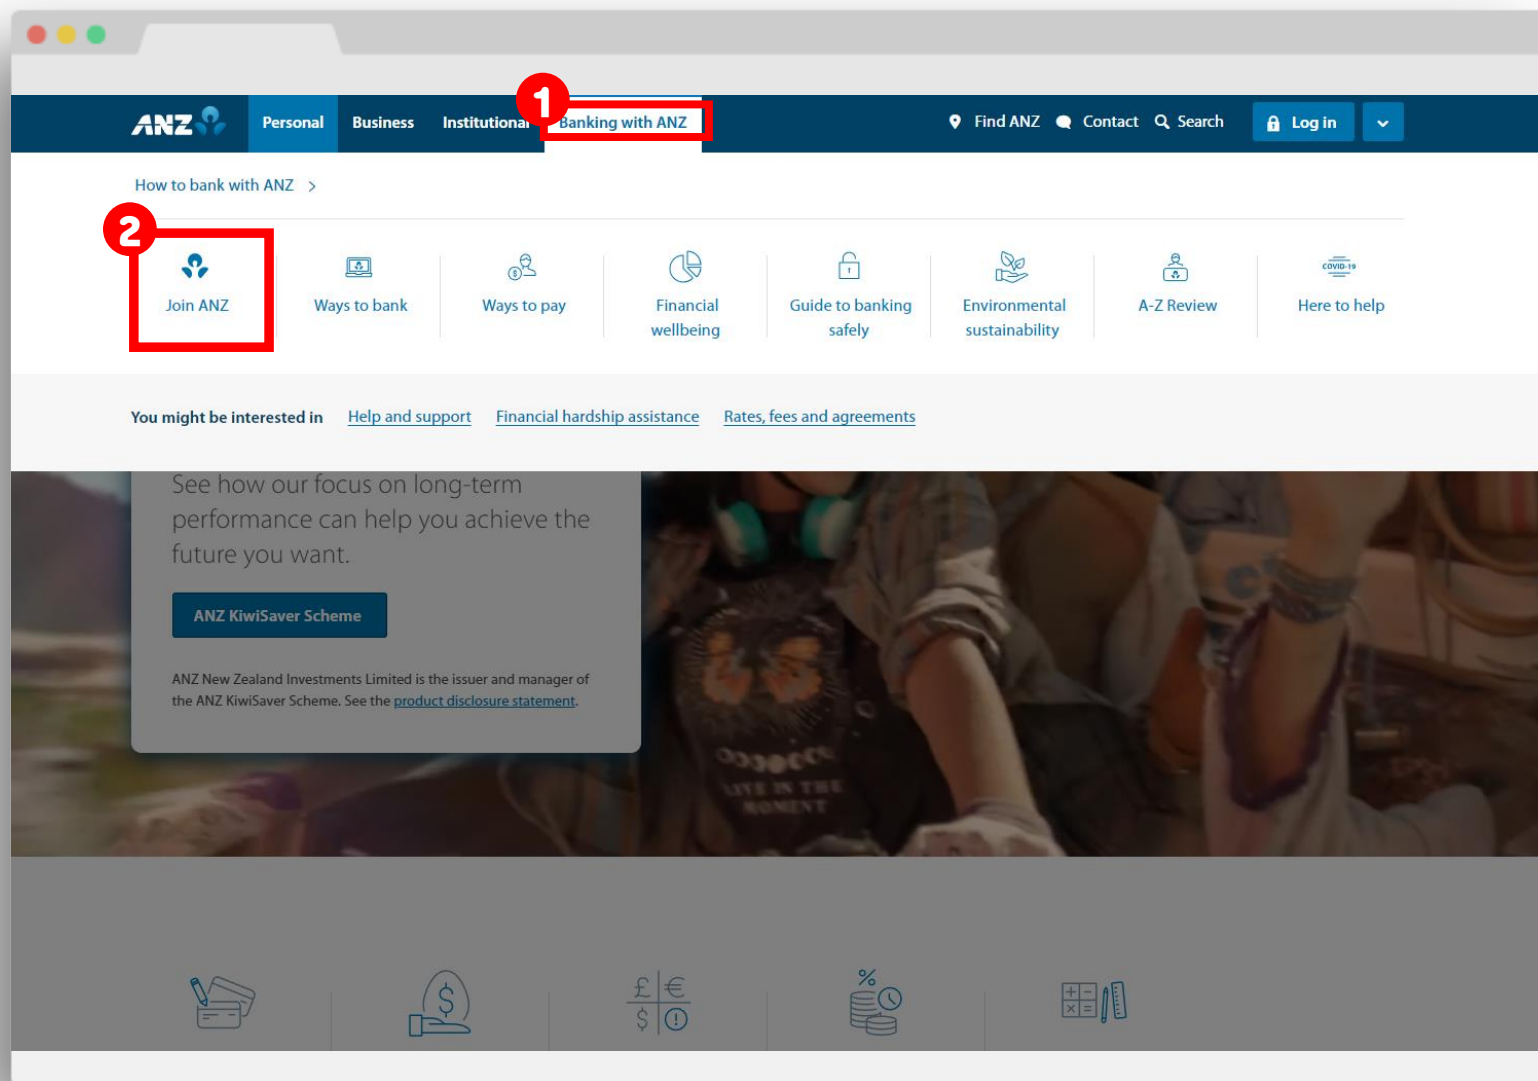 1
ANZ Personal Business Institutional Banking with ANZ Find ANZ Contact Search Log in
How to bank with ANZ >
2
Join ANZ Ways to bank Ways to pay Financial wellbeing Guide to banking safely Environmental sustainability COVID-19 A-Z Review Here to help
You might be interested in Help and support Financial hardship assistance Rates, fees and agreements
See how our focus on long-term
performance can help you achieve the
future you want.
ANZ KiwiSaver Scheme
ANZ New Zealand Investments Limited is the issuer and manager of
the ANZ KiwiSaver Scheme. See the product disclosure statement.
LIVE IN THE
MOMENT
£ €
$ $ !
%
+ -
× =